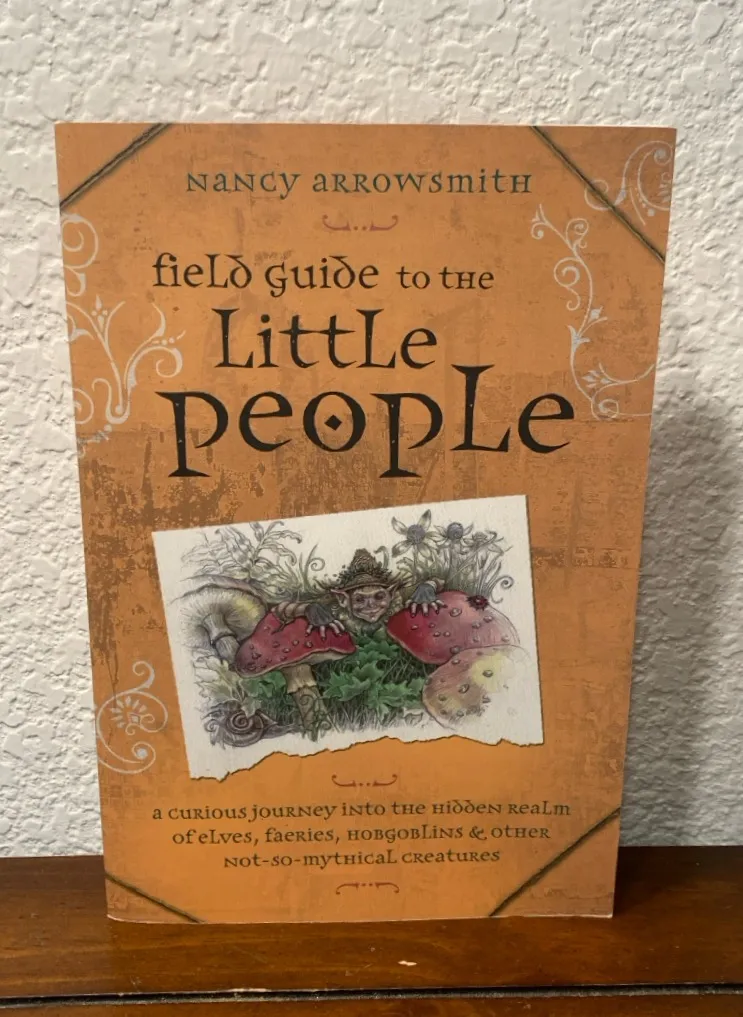 Nancy Arrowsmith
field guide to the
Little
People
a curious journey into the hidden realm
of elves, faeries, hobgoblins & other
not-so-mythical creatures